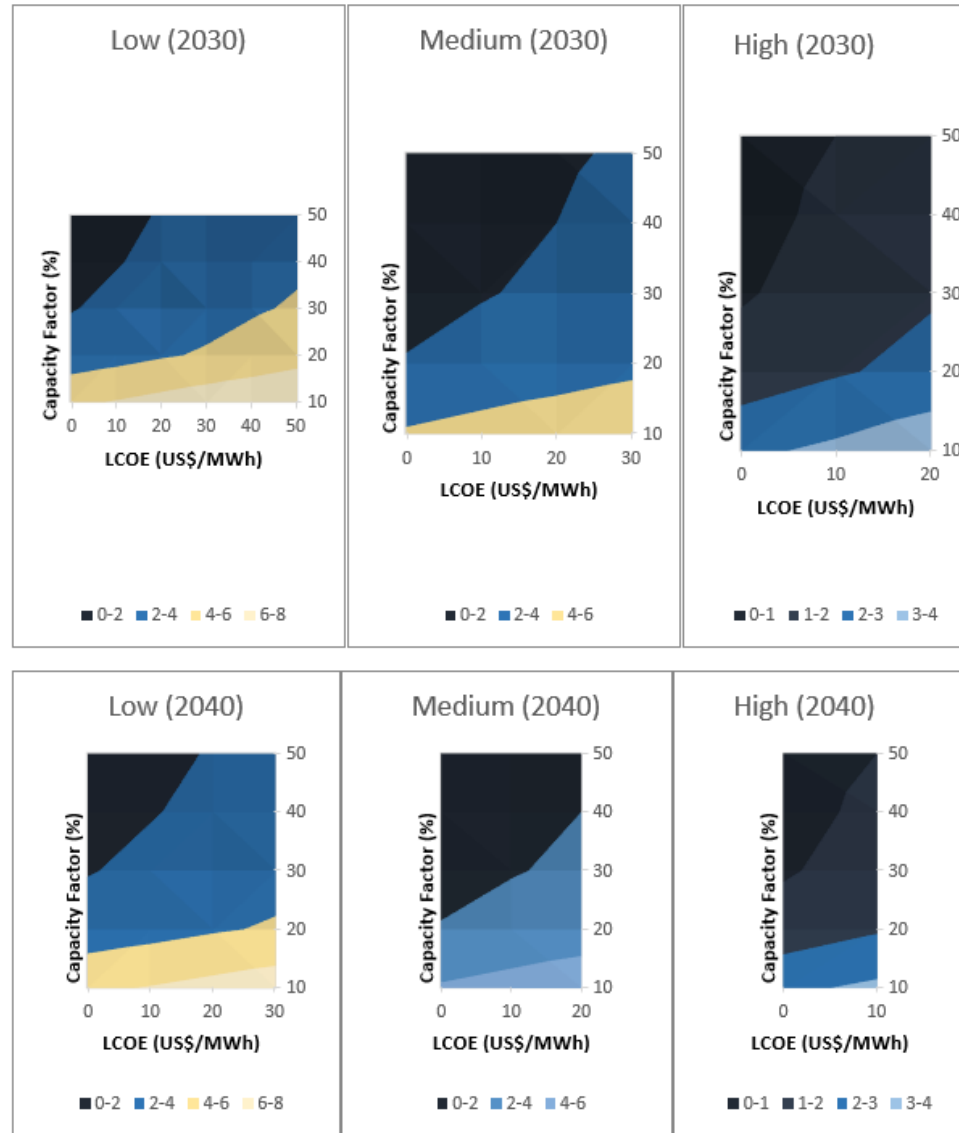 Low (2030)
Capacity Factor (%)
50
40
30
20
10
0 10 20 30 40 50
LCOE (US$/MWh)
0-2 2-4 4-6 6-8
Medium (2030)
Capacity Factor (%)
50
40
30
20
10
0 10 20 30
LCOE (US$/MWh)
0-2 2-4 4-6
High (2030)
Capacity Factor (%)
50
40
30
20
10
0 10 20
LCOE (US$/MWh)
0-1 1-2 2-3 3-4
Low (2040)
Capacity Factor (%)
50
40
30
20
10
0 10 20 30
LCOE (US$/MWh)
0-2 2-4 4-6 6-8
Medium (2040)
Capacity Factor (%)
50
40
30
20
10
0 10 20
LCOE (US$/MWh)
0-2 2-4 4-6
High (2040)
Capacity Factor (%)
50
40
30
20
10
0 10
LCOE (US$/MWh)
0-1 1-2 2-3 3-4